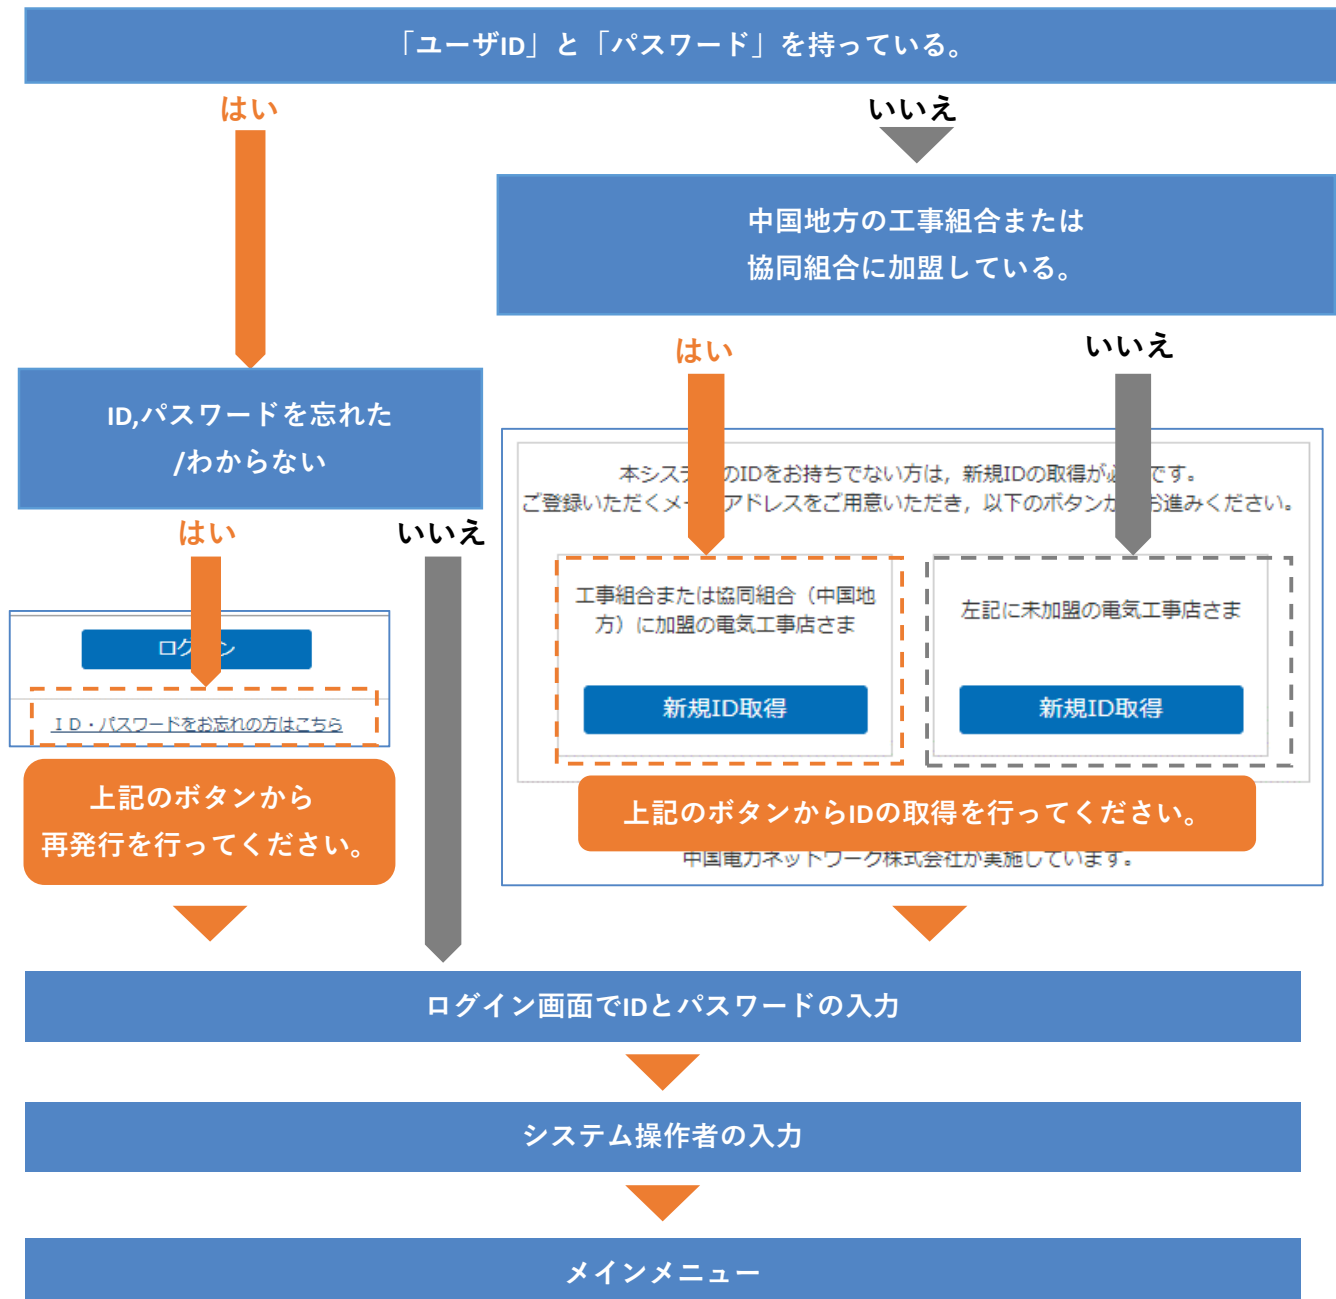 「ユーザID」と「パスワード」を持っている。
はい
いいえ
中国地方の工事組合または
協同組合に加盟している。
はい
いいえ
ID,パスワードを忘れた
/わからない
はい
いいえ
本システ のIDをお持ちでない方は，新規IDの取得が必 です。
ご登録いただくメー アドレスをご用意いただき，以下のボタンか お進みください。
工事組合または協同組合（中国地
方）に加盟の電気工事店さま
左記に未加盟の電気工事店さま
新規ID取得
新規ID取得
ログ ン
ＩＤ・パスワードをお忘れの方はこちら
上記のボタンから
再発行を行ってください。
上記のボタンからIDの取得を行ってください。
中国電力ネットワーク株式会社が実施しています。
ログイン画面でIDとパスワードの入力
システム操作者の入力
メインメニュー